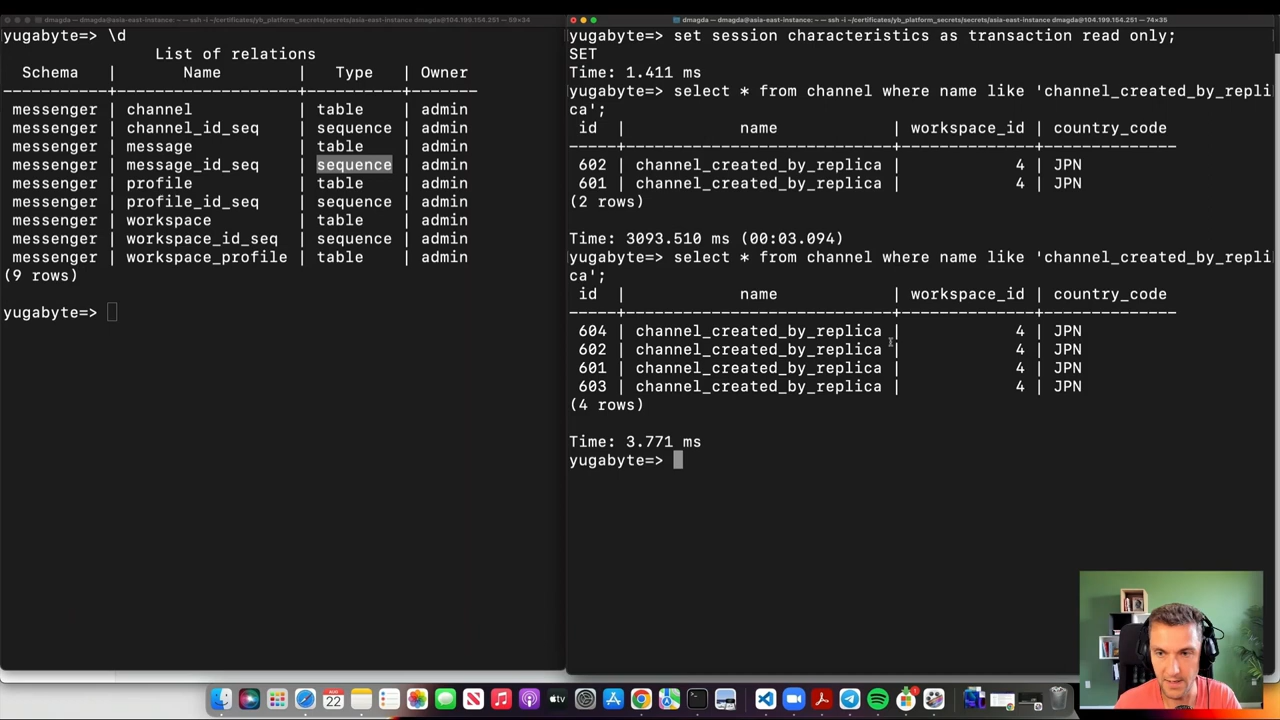 dmagda@asia-east-instance: ~ — ssh -i ~/certificates/yb_platform_secrets/secrets/asia-east-instance dmagda@104.199.154.251 — 59×34
yugabyte=> \d
List of relations
Schema | Name | Type | Owner
-----------+----------------------+----------+-------
messenger | channel | table | admin
messenger | channel_id_seq | sequence | admin
messenger | message | table | admin
messenger | message_id_seq | sequence | admin
messenger | profile | table | admin
messenger | profile_id_seq | sequence | admin
messenger | workspace | table | admin
messenger | workspace_id_seq | sequence | admin
messenger | workspace_profile | table | admin
(9 rows)
yugabyte=>
dmagda@asia-east-instance: ~ — ssh -i ~/certificates/yb_platform_secrets/secrets/asia-east-instance dmagda@104.199.154.251 — 74×35
yugabyte=> set session characteristics as transaction read only;
SET
Time: 1.411 ms
yugabyte=> select * from channel where name like 'channel_created_by_repli
ca';
id | name | workspace_id | country_code
-----+----------------------------+--------------+--------------
602 | channel_created_by_replica | 4 | JPN
601 | channel_created_by_replica | 4 | JPN
(2 rows)
Time: 3093.510 ms (00:03.094)
yugabyte=> select * from channel where name like 'channel_created_by_repli
ca';
id | name | workspace_id | country_code
-----+----------------------------+--------------+--------------
604 | channel_created_by_replica | 4 | JPN
602 | channel_created_by_replica | 4 | JPN
601 | channel_created_by_replica | 4 | JPN
603 | channel_created_by_replica | 4 | JPN
(4 rows)
Time: 3.771 ms
yugabyte=>
AUG
22
tv
1